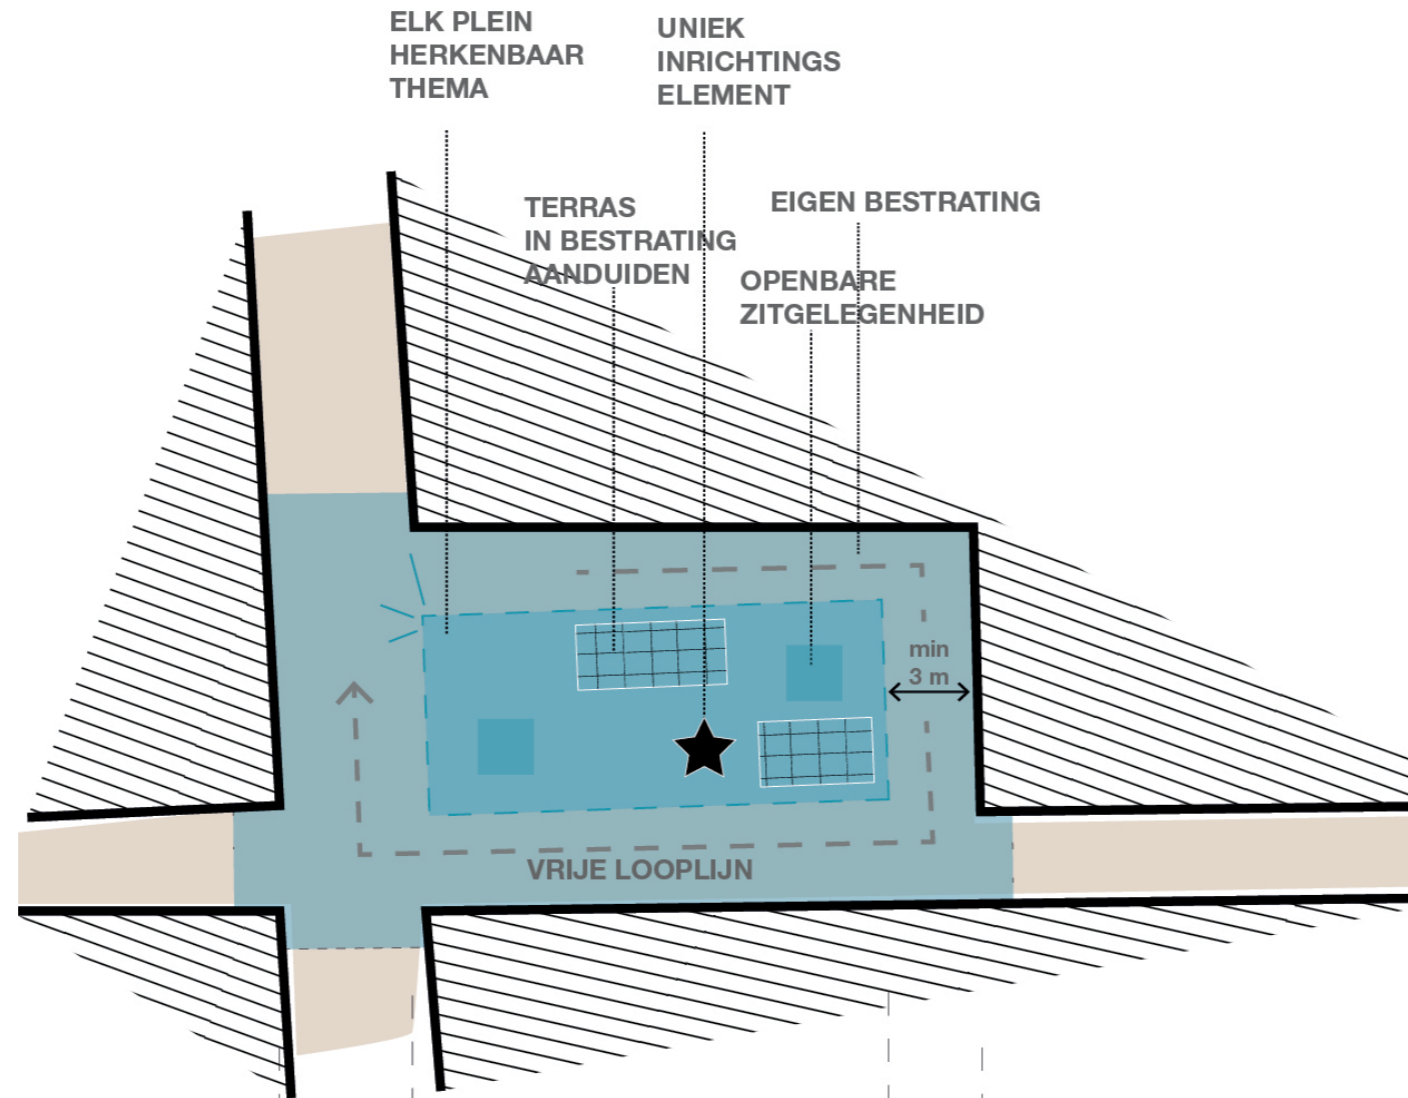 ELK PLEIN
HERKENBAAR
THEMA
UNIEK
INRICHTINGS
ELEMENT
TERRAS
IN BESTRATING
AANDUIDEN
EIGEN BESTRATING
OPENBARE
ZITGELEGENHEID
min
3 m
VRIJE LOOPLIJN